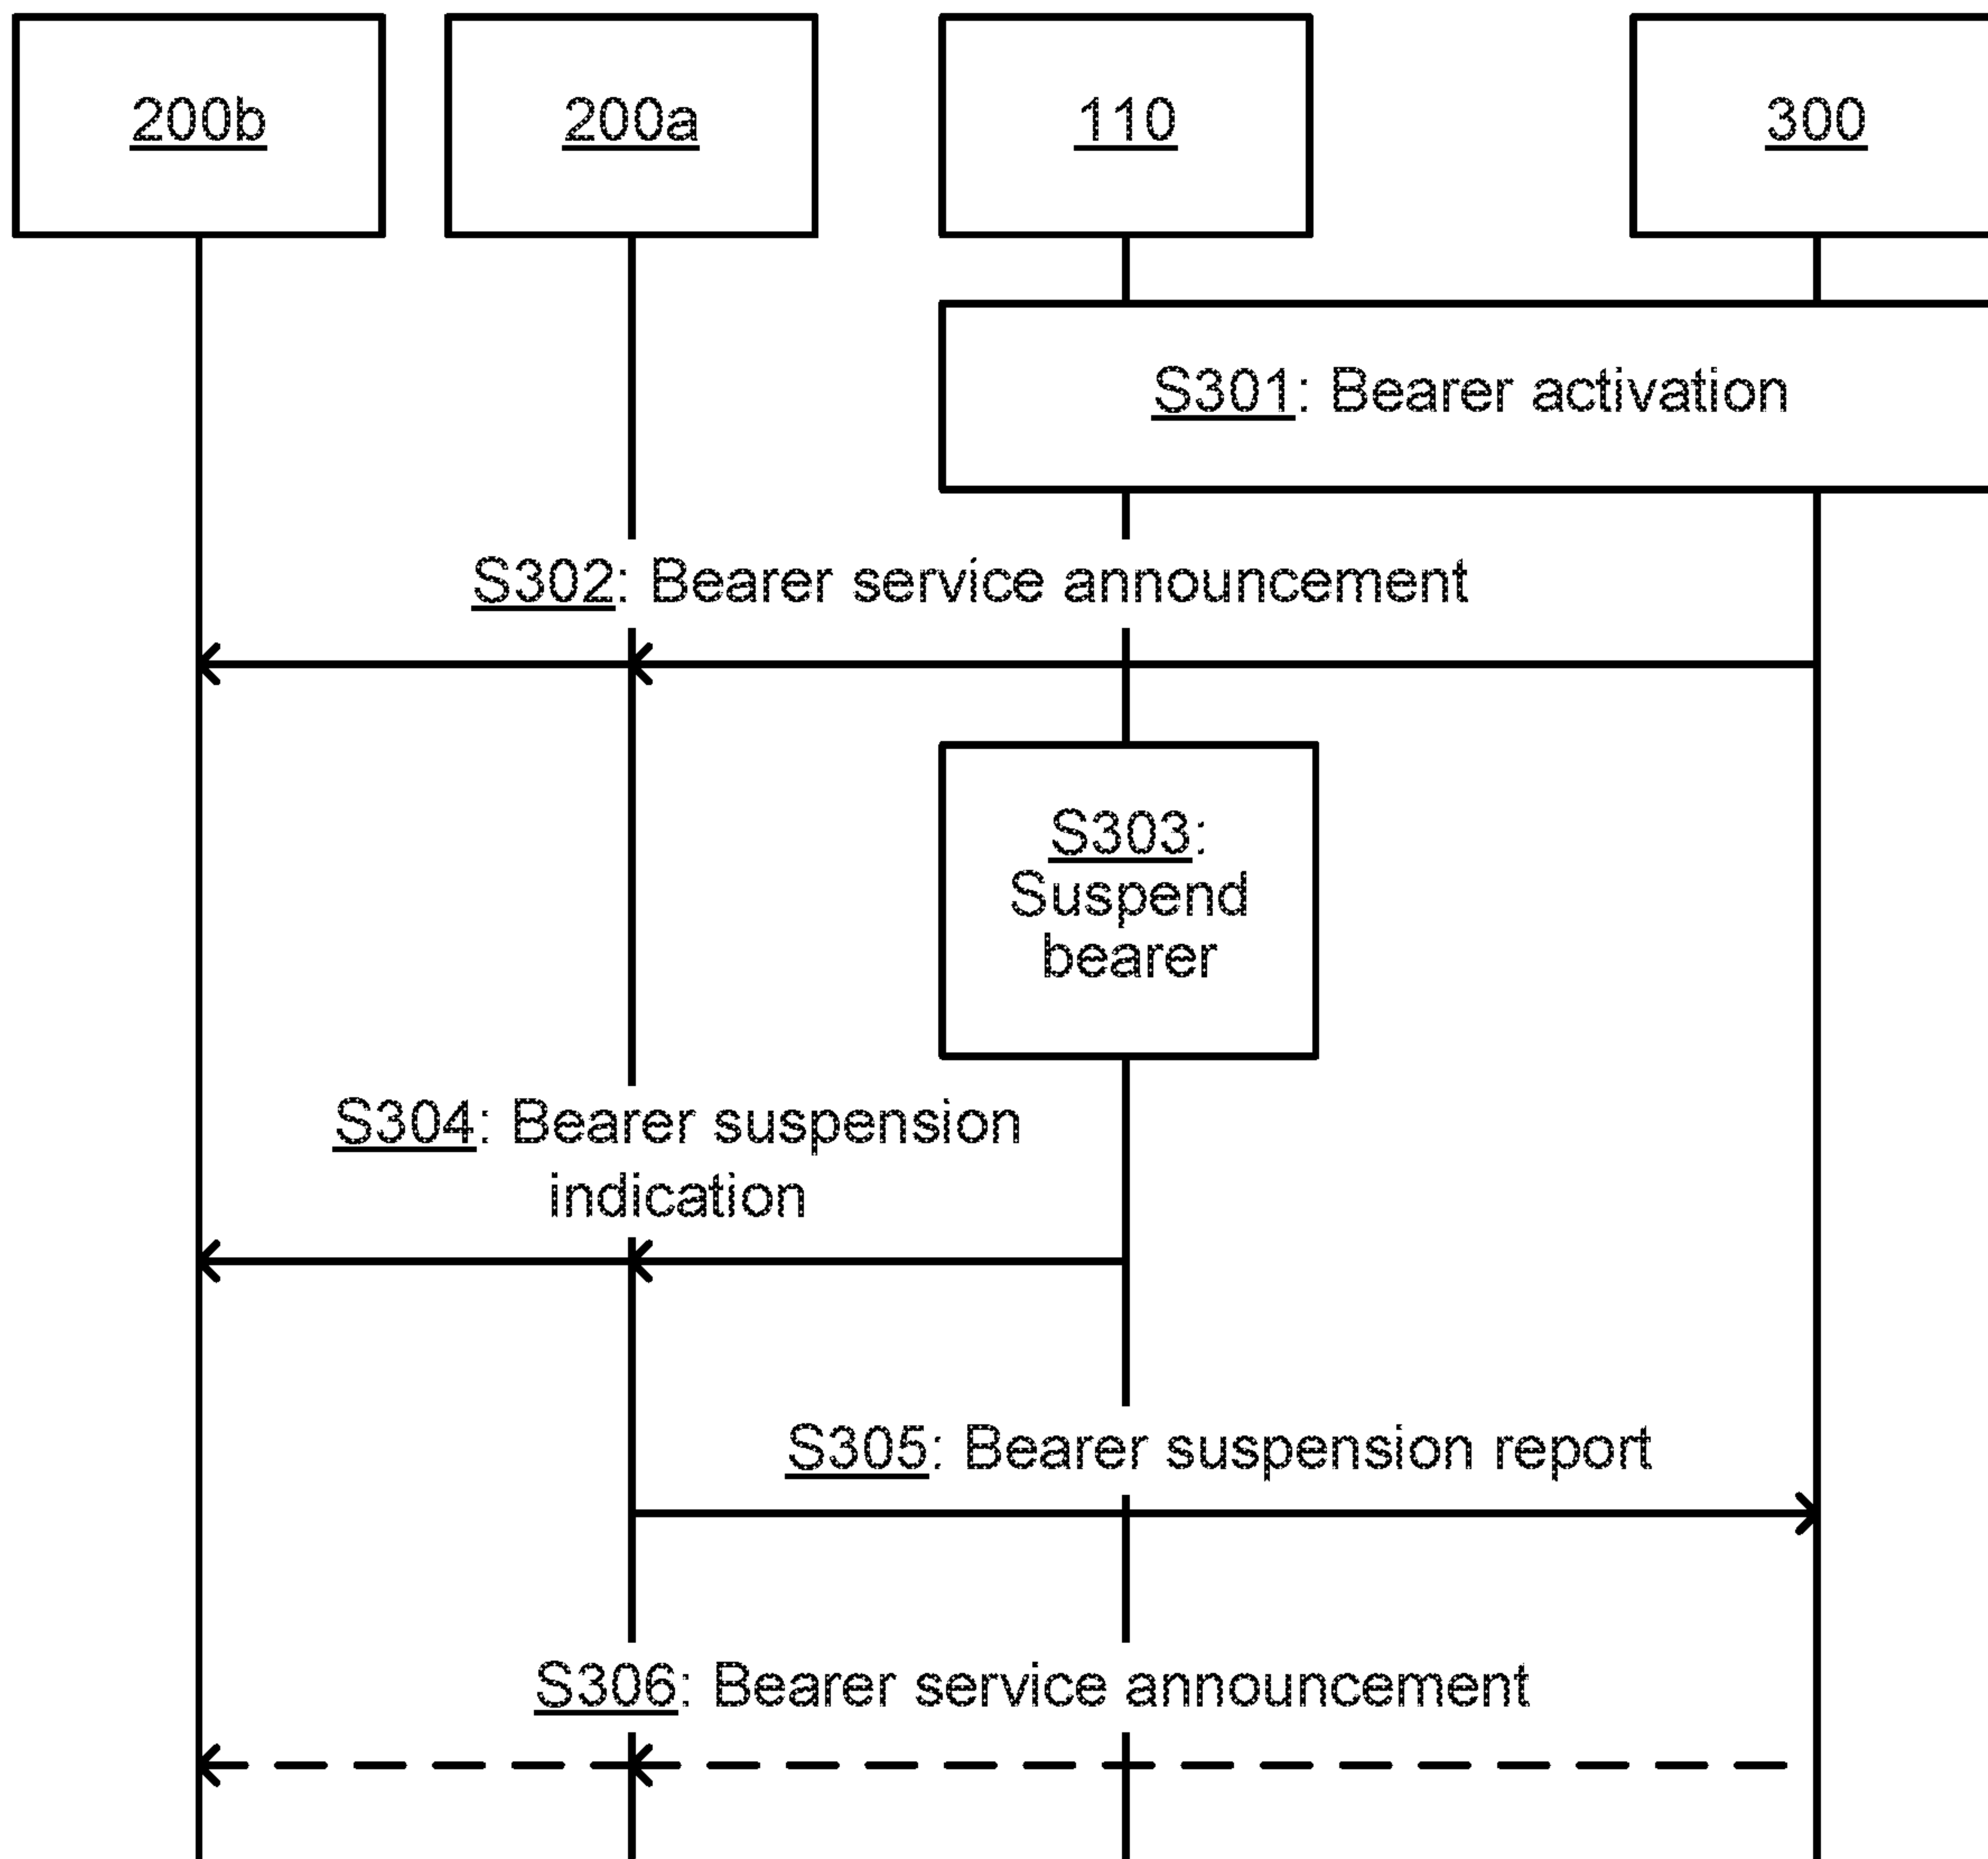 200b
200a
110
300
S301: Bearer activation
S302: Bearer service announcement
S303:
Suspend
bearer
S304: Bearer suspension
indication
S305: Bearer suspension report
S306: Bearer service announcement